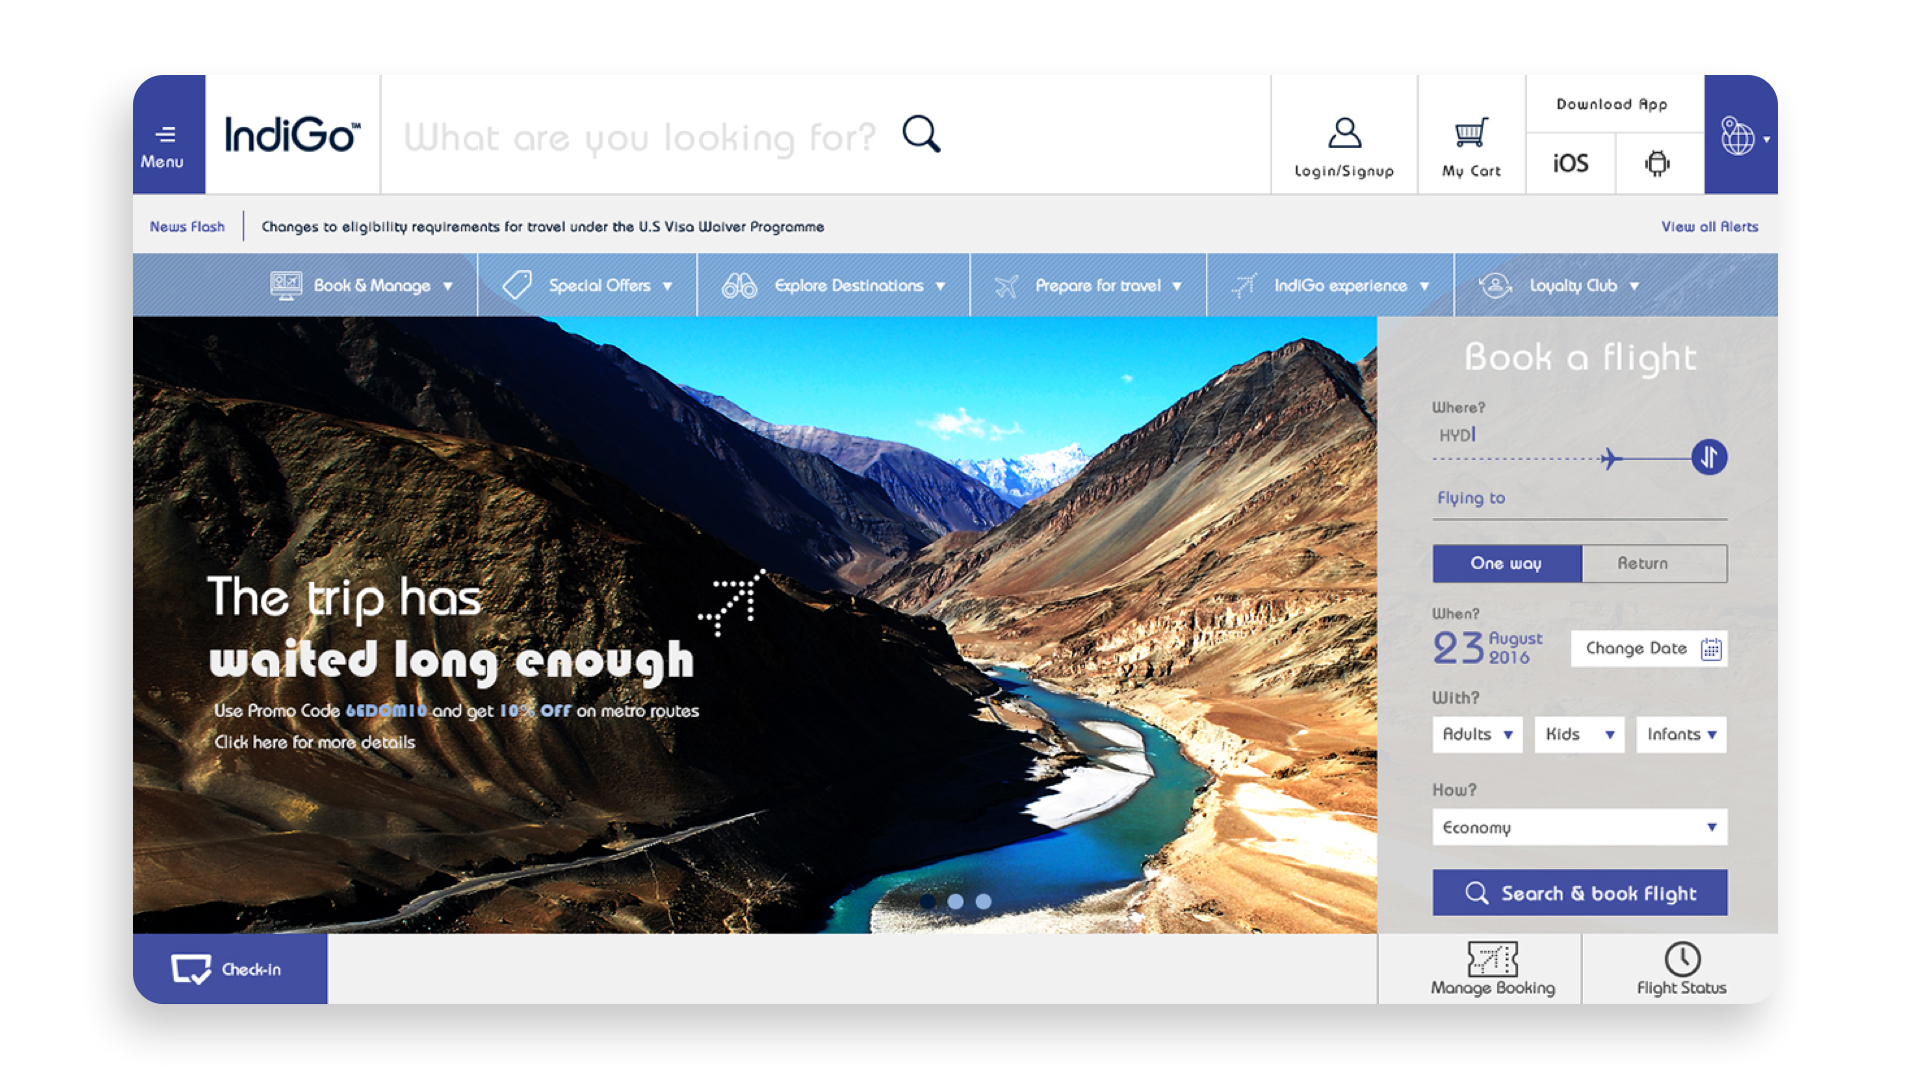 Menu
IndiGo™
What are you looking for?
Login/Signup
My Cart
Download App
iOS
News Flash
Changes to eligibility requirements for travel under the U.S Visa Waiver Programme
View all Alerts
Book & Manage
Special Offers
Explore Destinations
Prepare for travel
IndiGo experience
Loyalty Club
The trip has
waited long enough
Use Promo Code 6EDOM10 and get 10% OFF on metro routes
Click here for more details
Book a flight
Where?
HYD
Flying to
One way
Return
When?
23 August
2016
Change Date
With?
Adults
Kids
Infants
How?
Economy
Search & book Flight
Check-in
Manage Booking
Flight Status